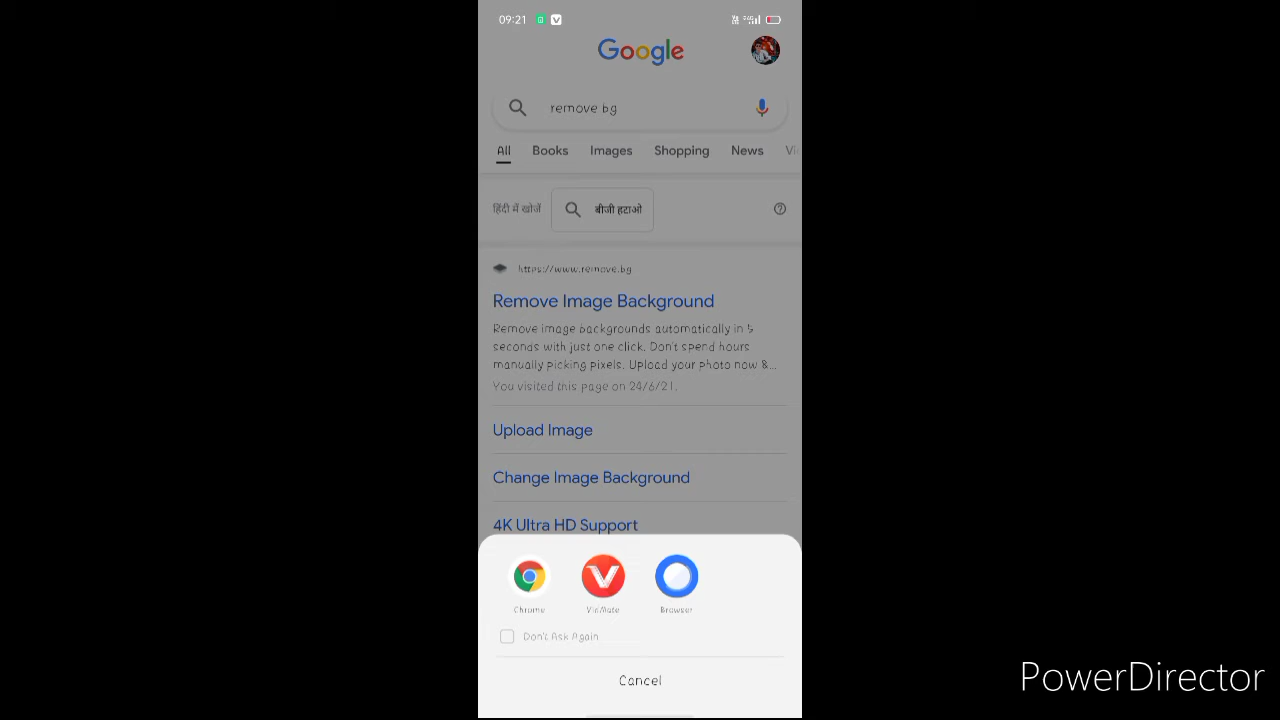 09:21
Google
remove bg
All Books Images Shopping News
हिंदी में खोजें बीजी हटाओ
https://www.remove.bg
Remove Image Background
Remove image backgrounds automatically in 5
seconds with just one click. Don't spend hours
manually picking pixels. Upload your photo now &...
You visited this page on 24/6/21.
Upload Image
Change Image Background
4K Ultra HD Support
Chrome VidMate Browser
Don't Ask Again
Cancel
PowerDirector